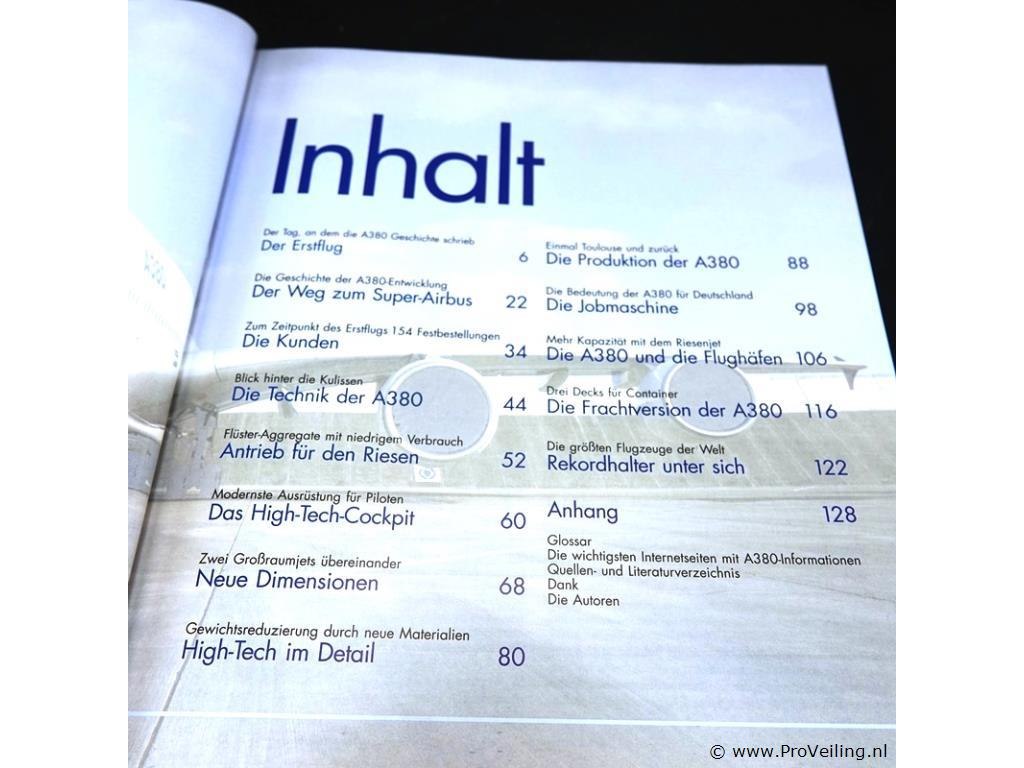 Inhalt
Der Tag, an dem die A380 Geschichte schrieb
Der Erstflug 6
Die Geschichte der A380-Entwicklung
Der Weg zum Super-Airbus 22
Zum Zeitpunkt des Erstflugs 154 Festbestellungen
Die Kunden 34
Blick hinter die Kulissen
Die Technik der A380 44
Flüster-Aggregate mit niedrigem Verbrauch
Antrieb für den Riesen 52
Modernste Ausrüstung für Piloten
Das High-Tech-Cockpit 60
Zwei Großraumjets übereinander
Neue Dimensionen 68
Gewichtsreduzierung durch neue Materialien
High-Tech im Detail 80
Einmal Toulouse und zurück
Die Produktion der A380 88
Die Bedeutung der A380 für Deutschland
Die Jobmaschine 98
Mehr Kapazität mit dem Riesenjet
Die A380 und die Flughäfen 106
Drei Decks für Container
Die Frachtversion der A380 116
Die größten Flugzeuge der Welt
Rekordhalter unter sich 122
Anhang 128
Glossar
Die wichtigsten Internetseiten mit A380-Informationen
Quellen- und Literaturverzeichnis
Dank
Die Autoren
© www.ProVeiling.nl